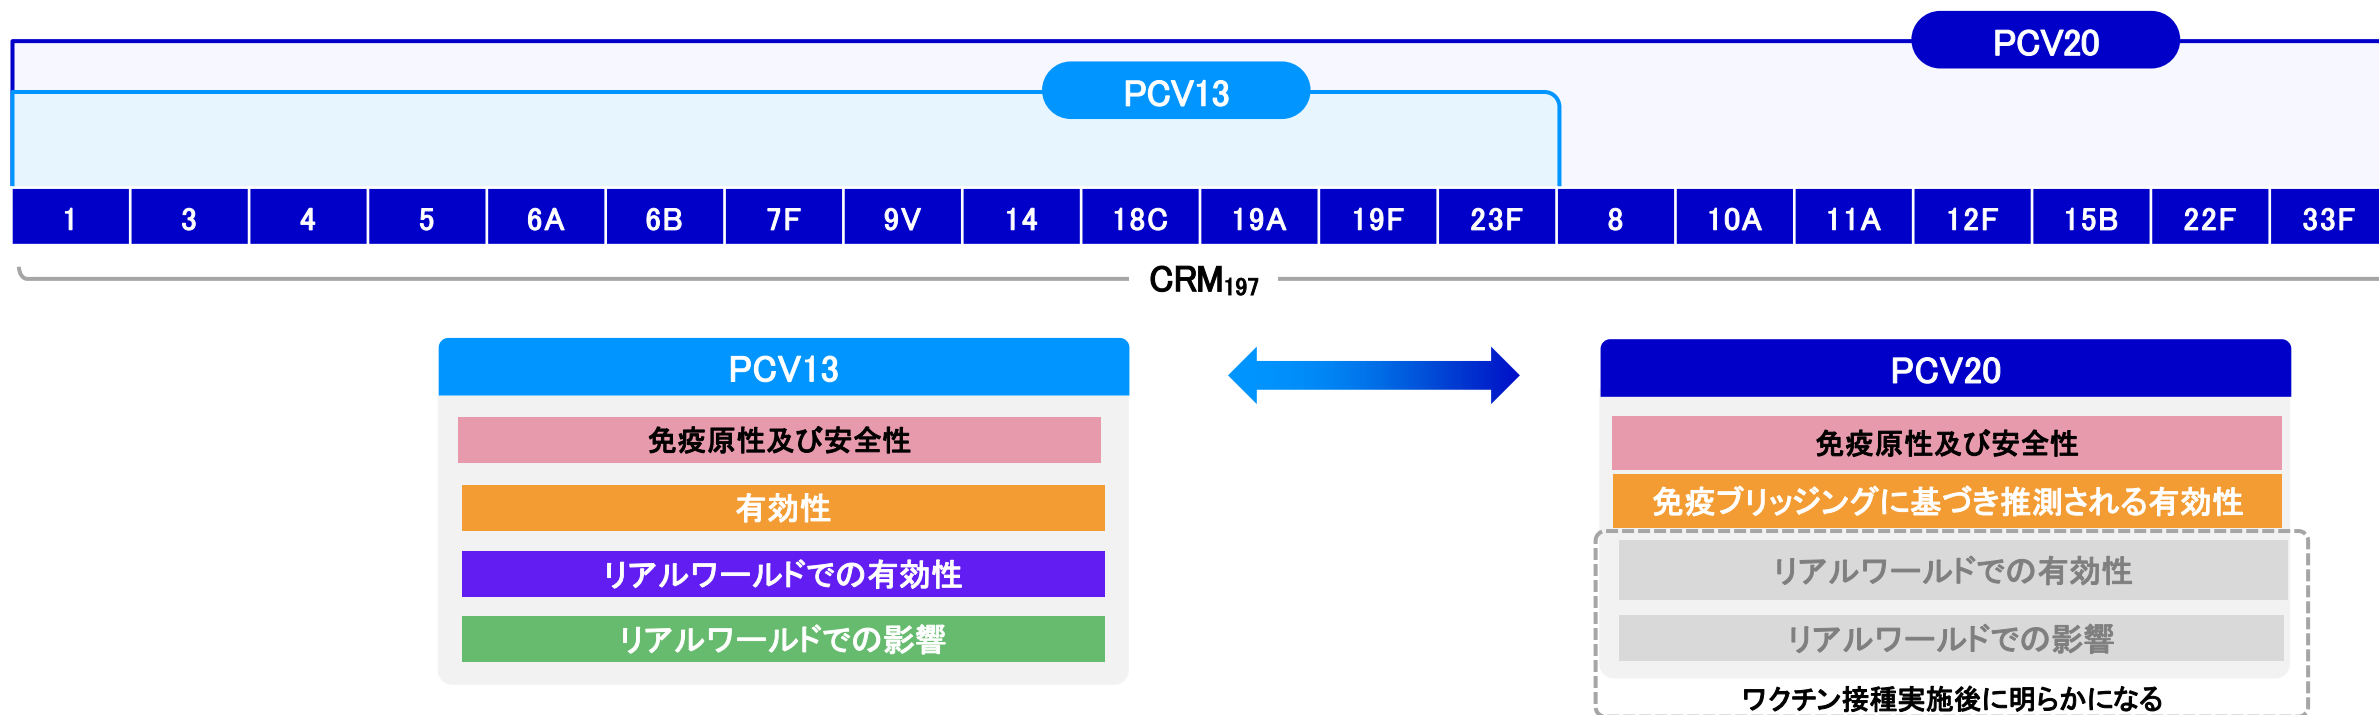 PCV20
PCV13
1 3 4 5 6A 6B 7F 9V 14 18C 19A 19F 23F 8 10A 11A 12F 15B 22F 33F
CRM₁₉₇
PCV13
免疫原性及び安全性
有効性
リアルワールドでの有効性
リアルワールドでの影響
PCV20
免疫原性及び安全性
免疫ブリッジングに基づき推測される有効性
リアルワールドでの有効性
リアルワールドでの影響
ワクチン接種実施後に明らかになる